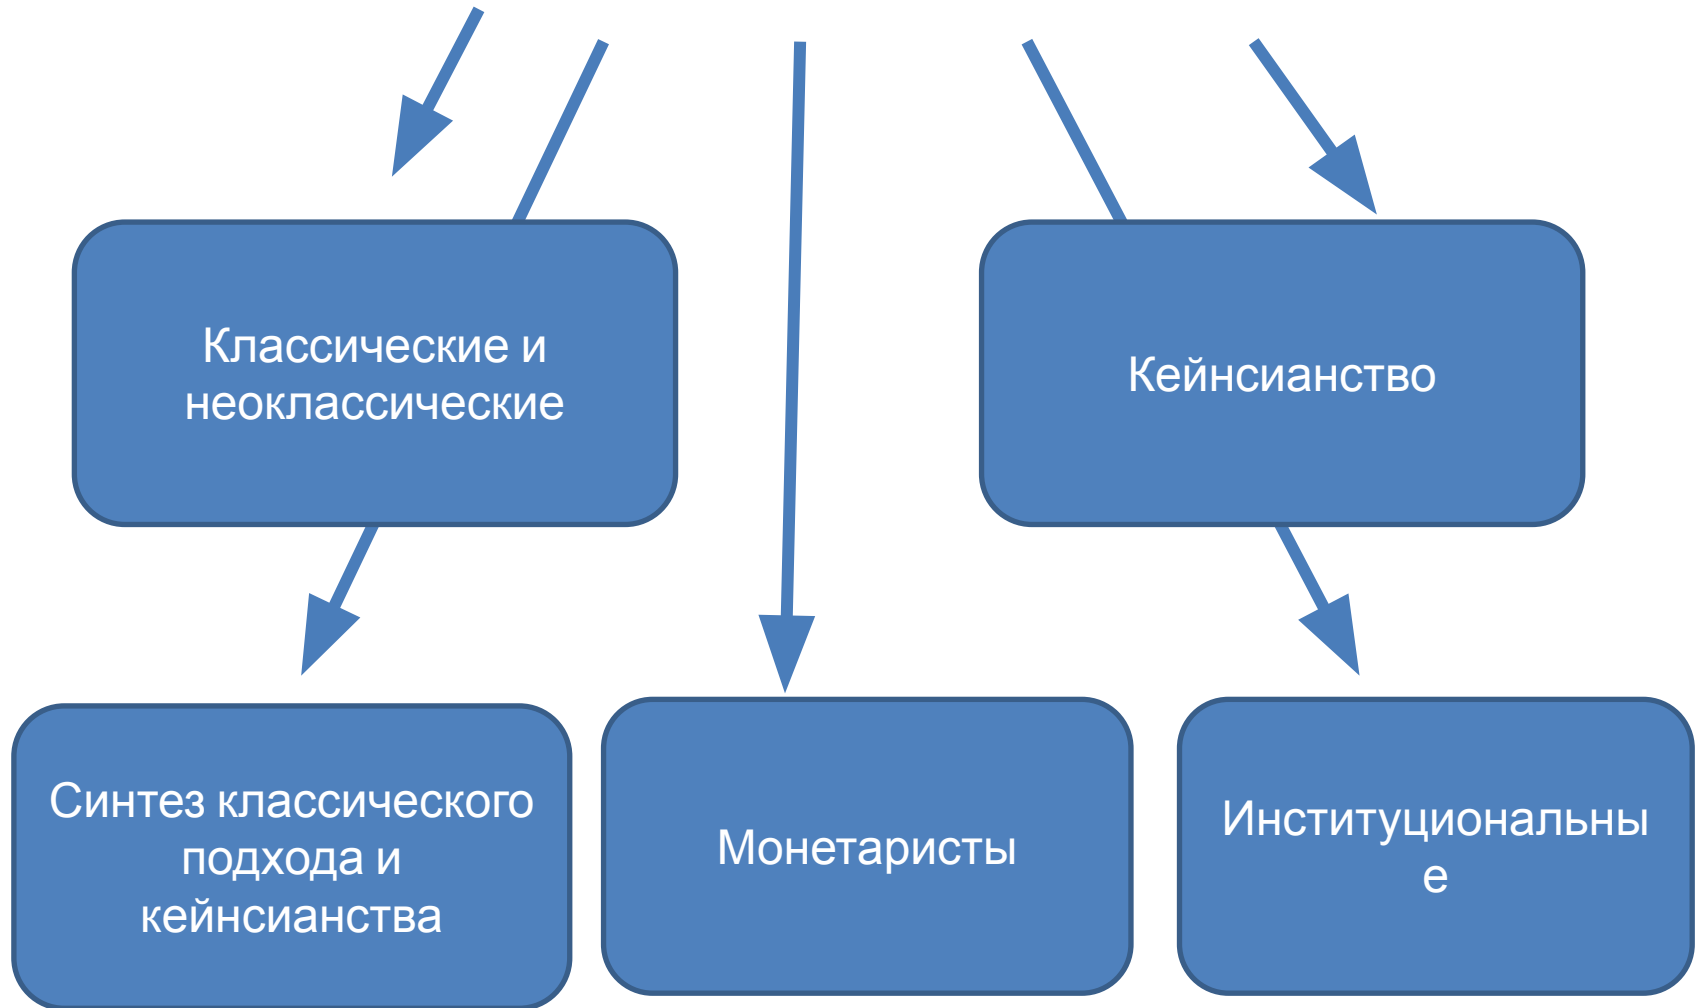 Классические и
неоклассические
Кейнсианство
Синтез классического
подхода и
кейнсианства
Монетаристы
Институциональны
е